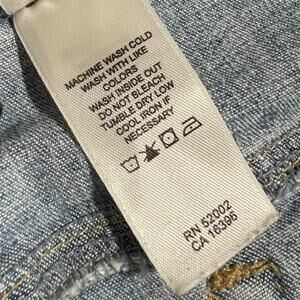 MACHINE WASH COLD
WASH WITH LIKE
COLORS
WASH INSIDE OUT
DO NOT BLEACH
TUMBLE DRY LOW
COOL IRON IF
NECESSARY
RN 52002
CA 16396